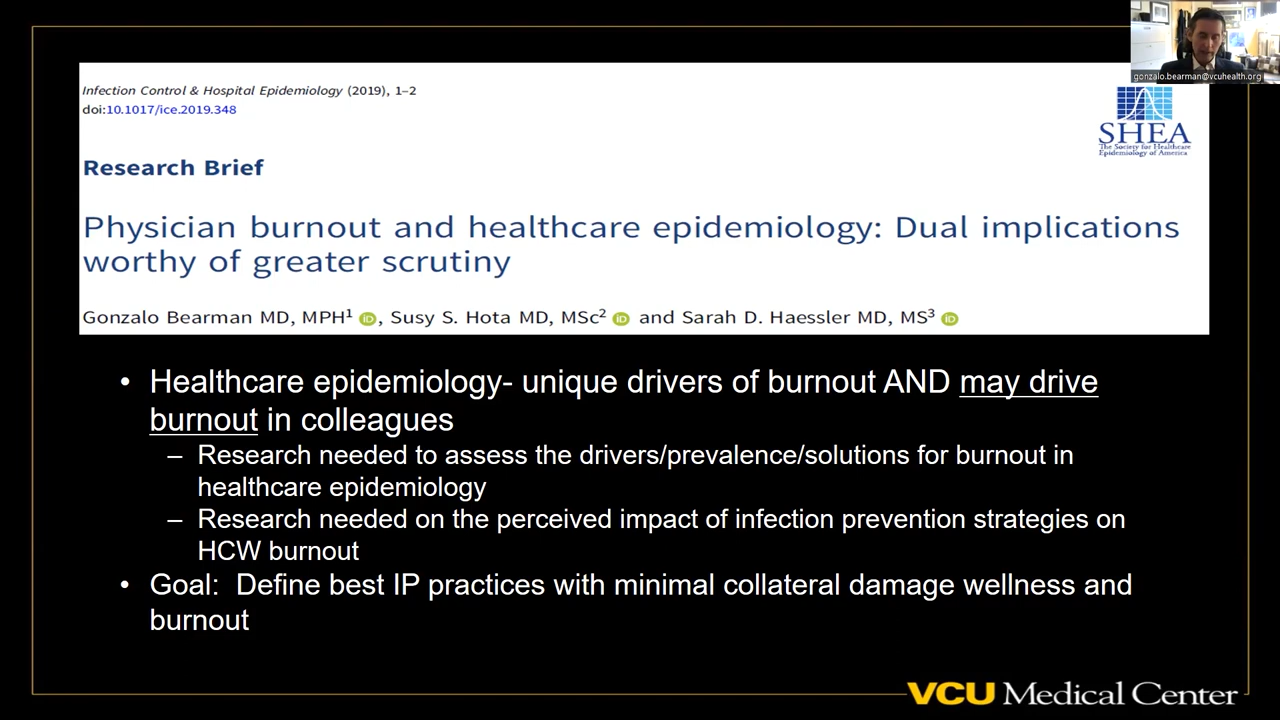 gonzalo.bearman@vcuhealth.org
Infection Control & Hospital Epidemiology (2019), 1–2
doi:10.1017/ice.2019.348
SHEA
The Society for Healthcare
Epidemiology of America
Research Brief
Physician burnout and healthcare epidemiology: Dual implications
worthy of greater scrutiny
Gonzalo Bearman MD, MPH¹ iD, Susy S. Hota MD, MSc² iD and Sarah D. Haessler MD, MS³ iD
• Healthcare epidemiology- unique drivers of burnout AND may drive
burnout in colleagues
– Research needed to assess the drivers/prevalence/solutions for burnout in
healthcare epidemiology
– Research needed on the perceived impact of infection prevention strategies on
HCW burnout
• Goal: Define best IP practices with minimal collateral damage wellness and
burnout
VCU Medical Center